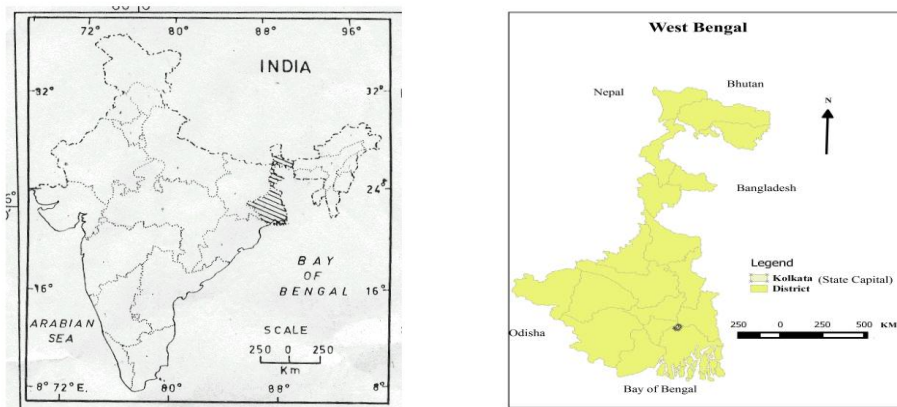 72° 80° 88° 96°
INDIA
32° 32°
24°
BAY
OF
BENGAL
16° 16°
ARABIAN
SEA
SCALE
250 0 250
Km
8° 72°E. 80° 88° 8°
West Bengal
Bhutan
Nepal
N
Bangladesh
Legend
Kolkata (State Capital)
District
250 0 250 500 KM
Odisha
Bay of Bengal